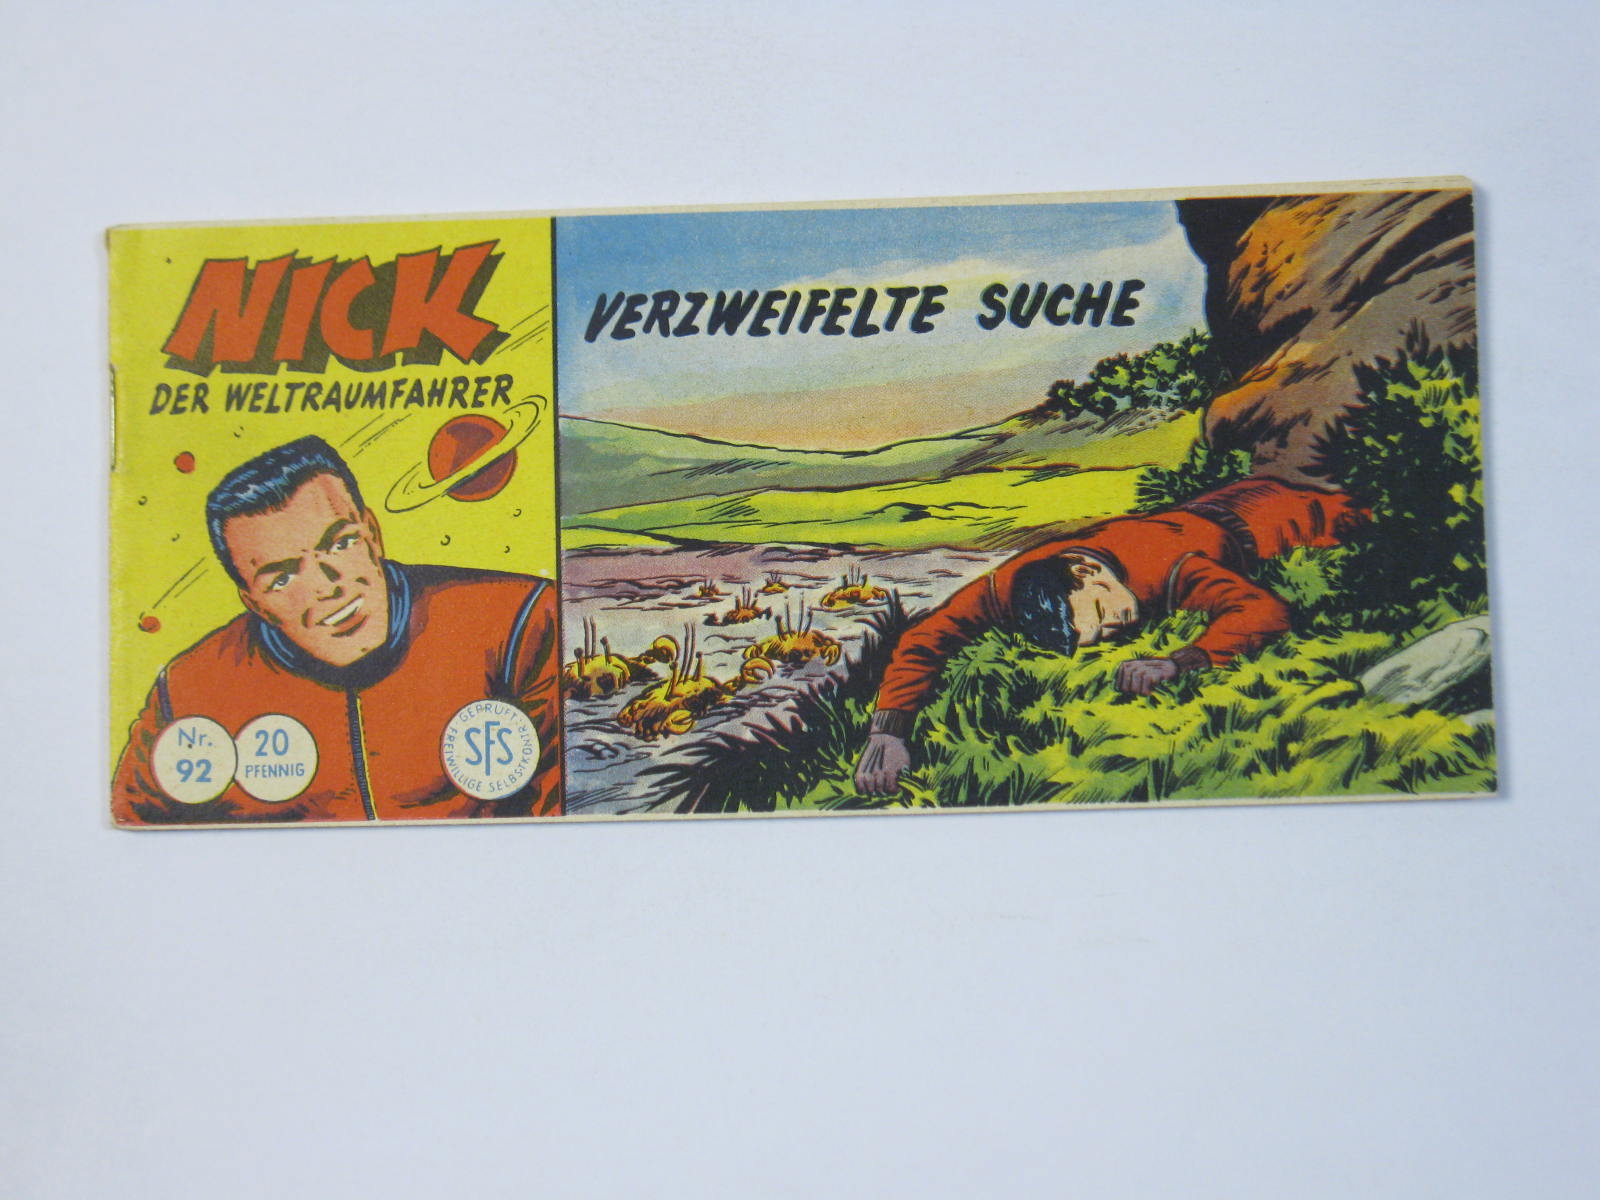 NICK
DER WELTRAUMFAHRER
VERZWEIFELTE SUCHE
Nr.
92
20
PFENNIG
GEPRÜFT·
FREIWILLIGE SELBSTKONTR.
SFS